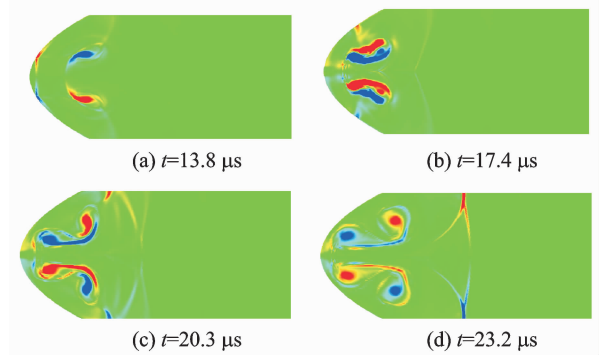 (a) t=13.8 μs
(b) t=17.4 μs
(c) t=20.3 μs
(d) t=23.2 μs